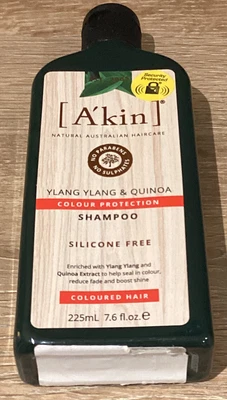 Security
Protected
[A'kin]
NATURAL AUSTRALIAN HAIRCARE
NO PARABENS
NO SULPHATES
YLANG YLANG & QUINOA
COLOUR PROTECTION
SHAMPOO
SILICONE FREE
Enriched with Ylang Ylang and
Quinoa Extract to help seal in colour,
reduce fade and boost shine
COLOURED HAIR
225mL 7.6 fl.oz.e